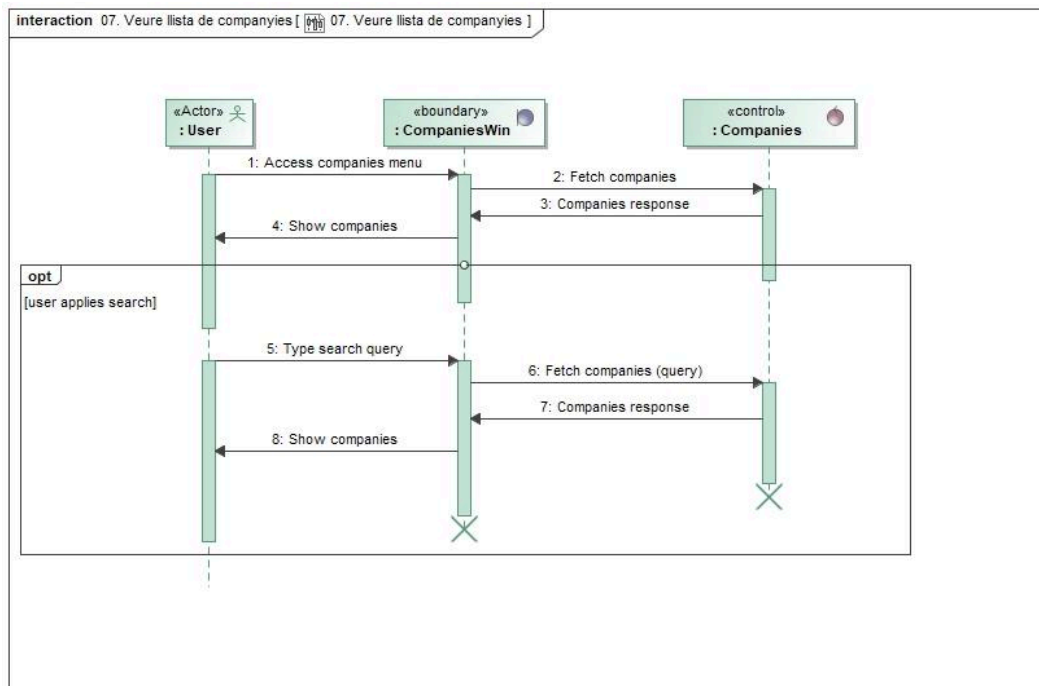 interaction 07. Veure llista de companyies [ 07. Veure llista de companyies ]
«Actor»
: User
«boundary»
: CompaniesWin
«control»
: Companies
1: Access companies menu
2: Fetch companies
3: Companies response
4: Show companies
opt
[user applies search]
5: Type search query
6: Fetch companies (query)
7: Companies response
8: Show companies